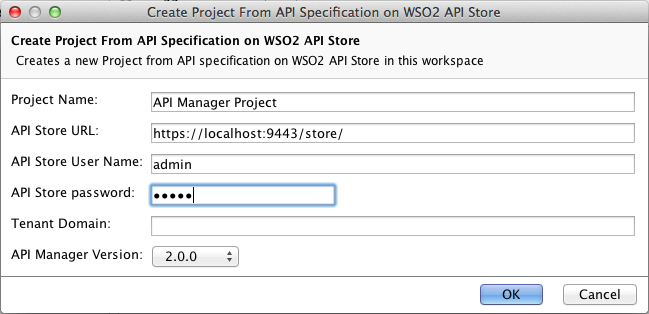 Create Project From API Specification on WSO2 API Store
Create Project From API Specification on WSO2 API Store
Creates a new Project from API specification on WSO2 API Store in this workspace
Project Name: API Manager Project
API Store URL: https://localhost:9443/store/
API Store User Name: admin
API Store password: •••••
Tenant Domain:
API Manager Version: 2.0.0
OK Cancel